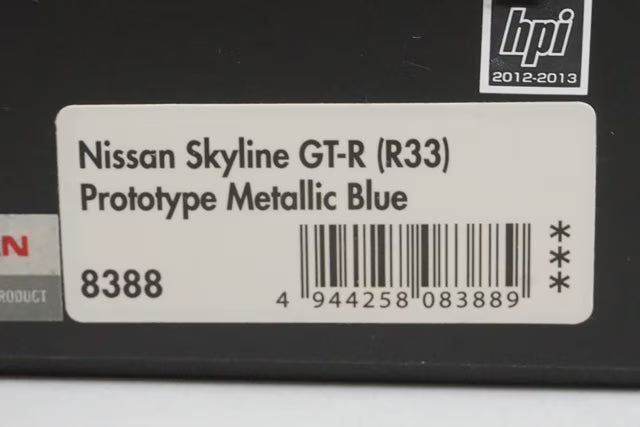 hpi
2012-2013
Nissan Skyline GT-R (R33)
Prototype Metallic Blue
8388
4 944258 083889
***
N
RODUCT